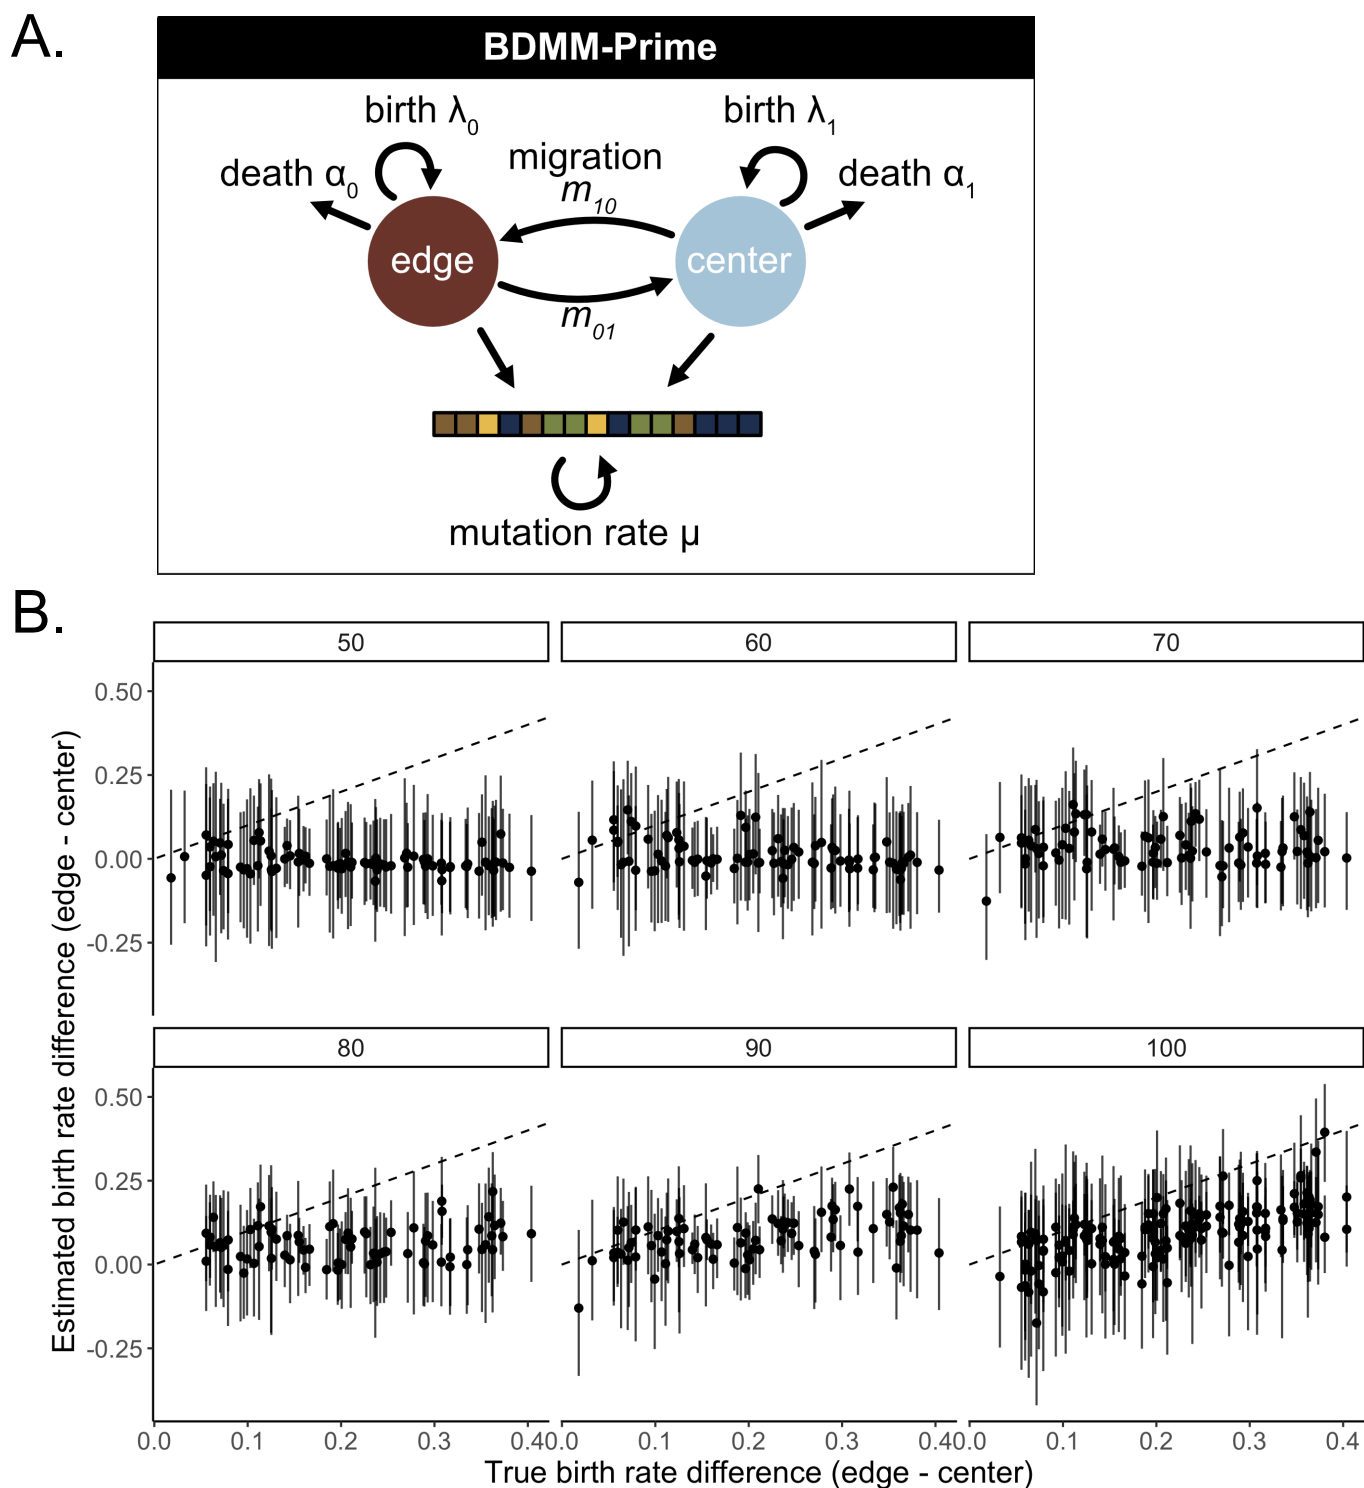 A.
BDMM-Prime
birth λ0
birth λ1
migration
death α0
death α1
m10
edge
center
m01
mutation rate μ
B.
50
60
70
0.50
0.25
0.00
-0.25
80
90
100
0.50
0.25
0.00
-0.25
0.0 0.1 0.2 0.3 0.4
0.0 0.1 0.2 0.3 0.4
0.0 0.1 0.2 0.3 0.4
Estimated birth rate difference (edge - center)
True birth rate difference (edge - center)